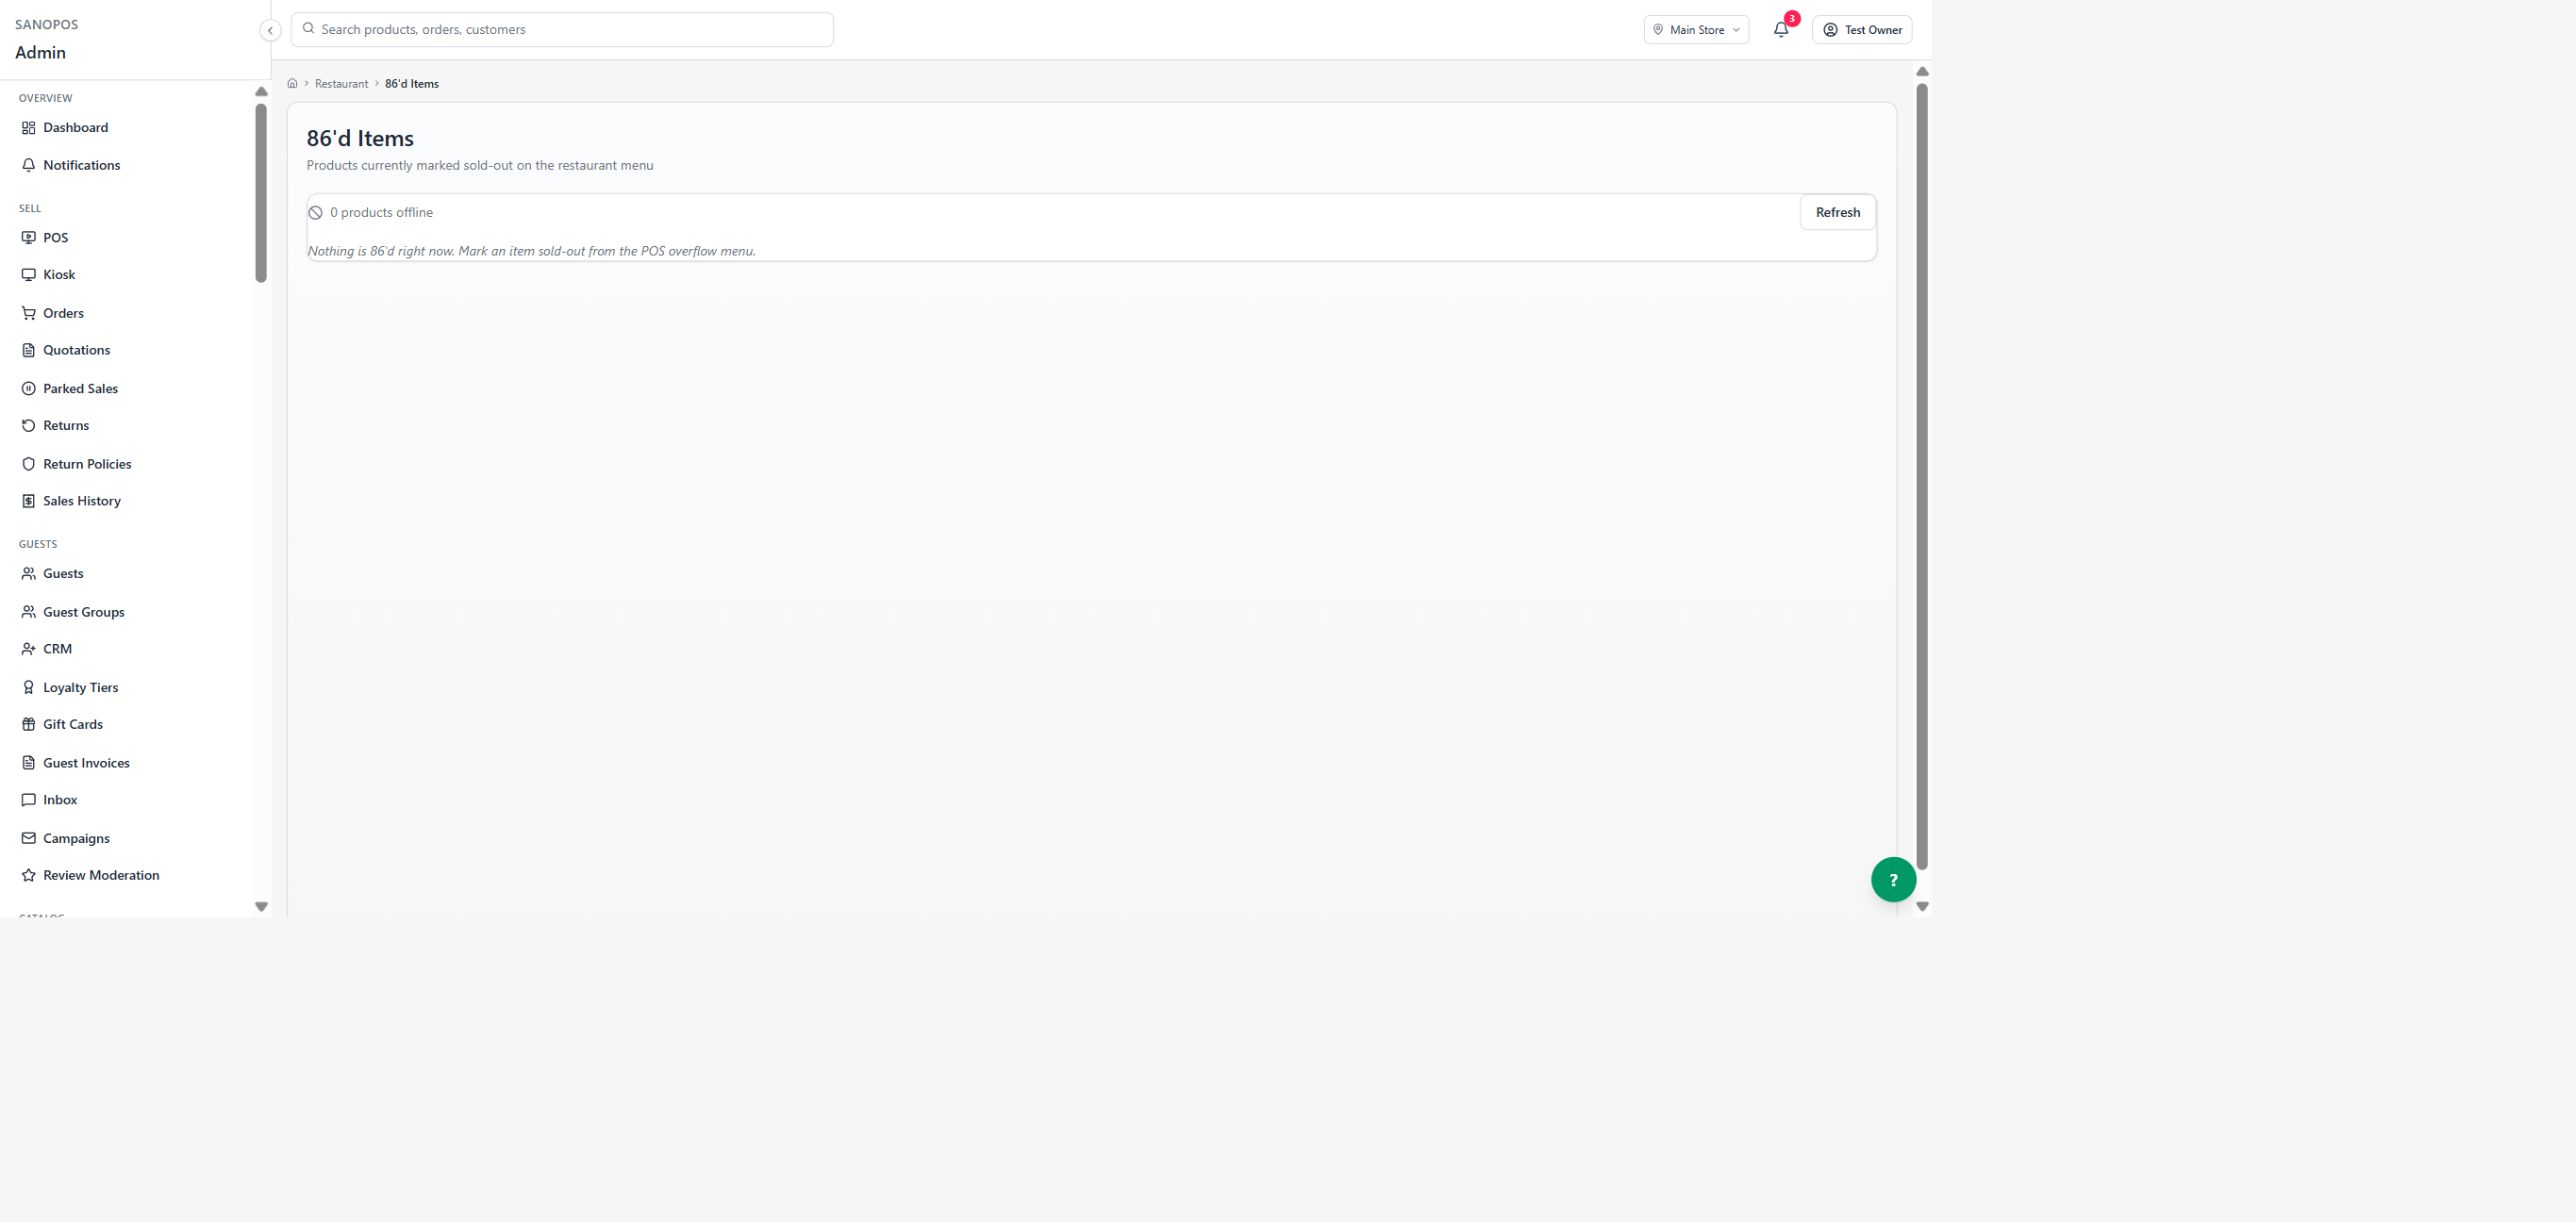 SANOPOS
Admin
Search products, orders, customers
Main Store
3
Test Owner
OVERVIEW
Dashboard
Notifications
SELL
POS
Kiosk
Orders
Quotations
Parked Sales
Returns
Return Policies
Sales History
GUESTS
Guests
Guest Groups
CRM
Loyalty Tiers
Gift Cards
Guest Invoices
Inbox
Campaigns
Review Moderation
Restaurant > 86'd Items
86'd Items
Products currently marked sold-out on the restaurant menu
0 products offline
Refresh
Nothing is 86'd right now. Mark an item sold-out from the POS overflow menu.
?